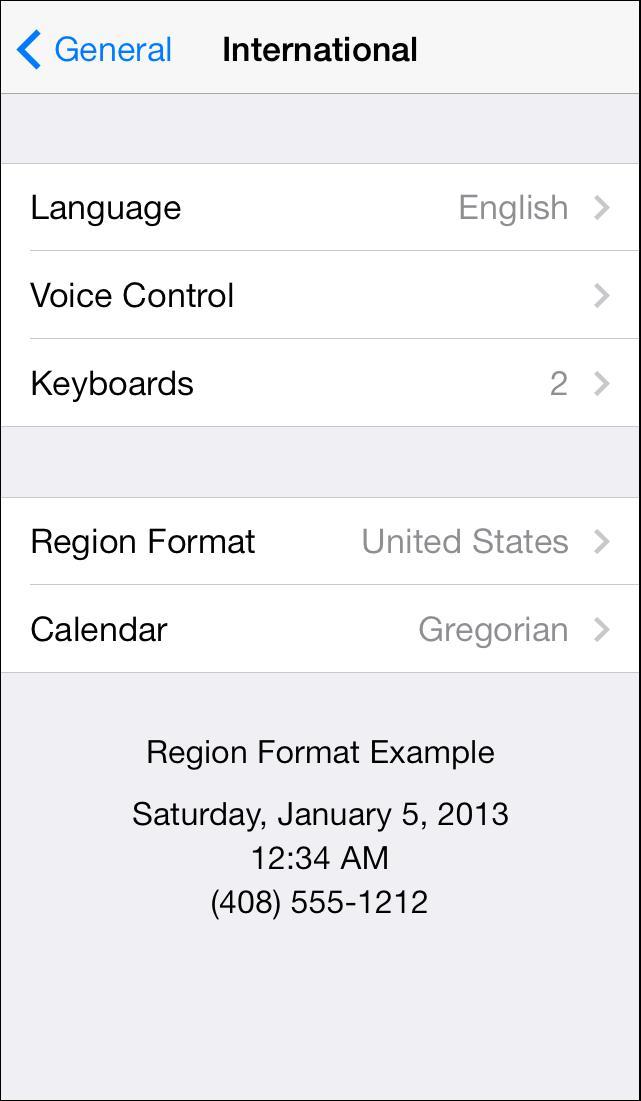 General International
Language English
Voice Control
Keyboards 2
Region Format United States
Calendar Gregorian
Region Format Example
Saturday, January 5, 2013
12:34 AM
(408) 555-1212